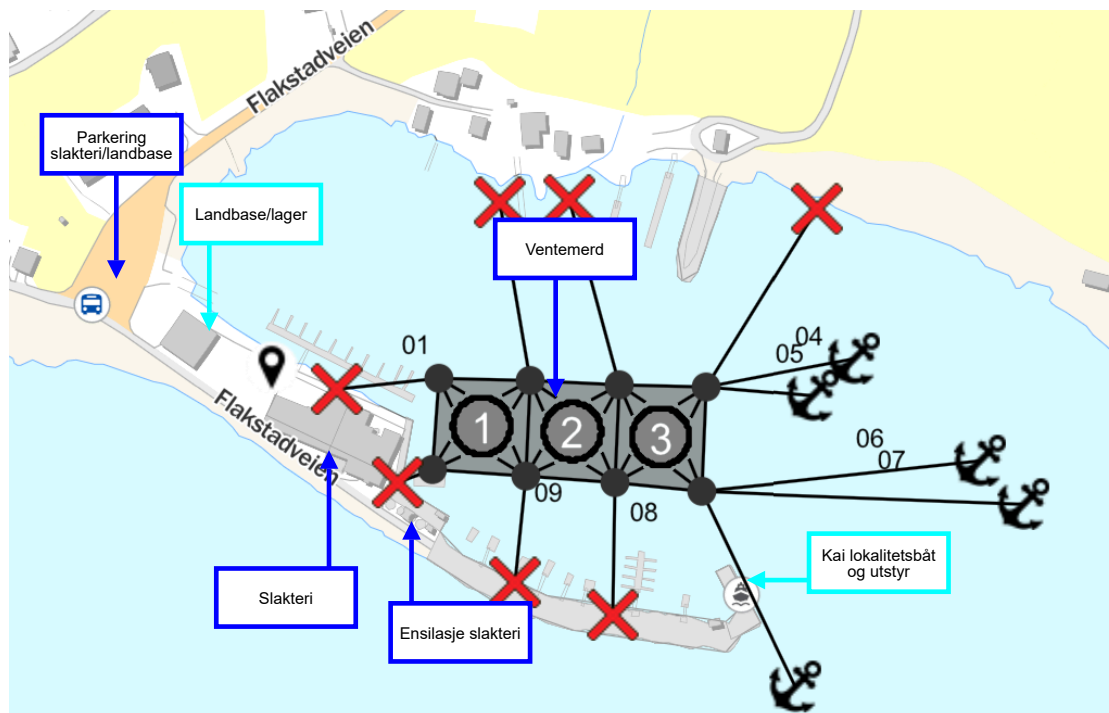 Flakstadveien
Parkering
slakteri/landbase
Landbase/lager
Ventemerd
01
04
05
1
2
3
06
07
09
08
Flakstadveien
Kai lokalitetsbåt
og utstyr
Slakteri
Ensilasje slakteri